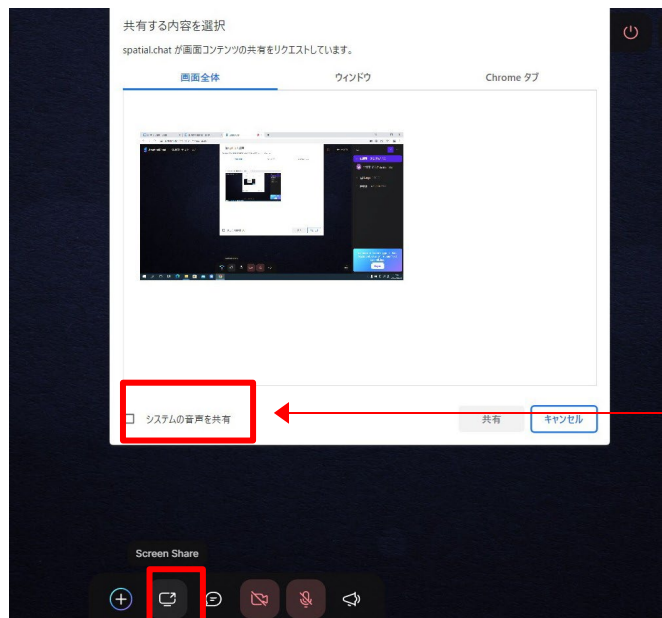 共有する内容を選択
spatial.chat が画面コンテンツの共有をリクエストしています。
画面全体
ウィンドウ
Chrome タブ
システムの音声を共有
共有
キャンセル
Screen Share